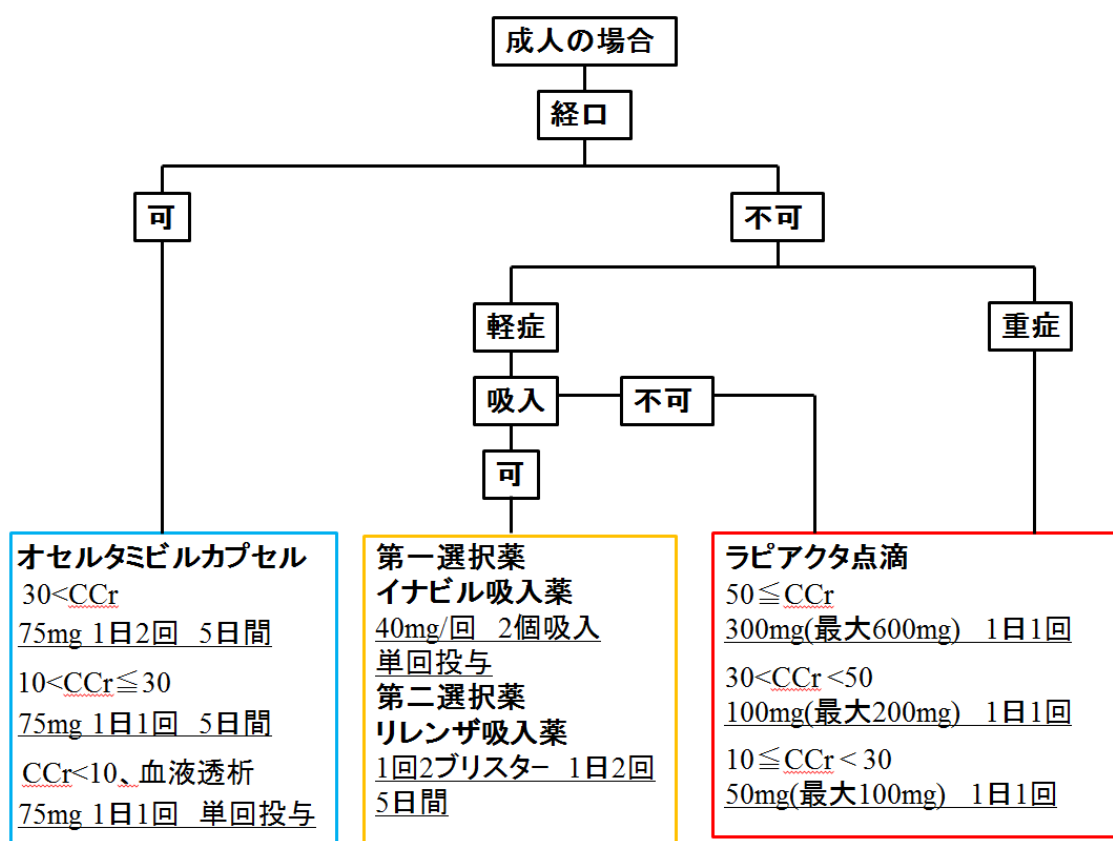 成人の場合
経口
可
不可
軽症
重症
吸入
不可
可
オセルタミビルカプセル
30<CCr
75mg 1日2回 5日間
10<CCr≦30
75mg 1日1回 5日間
CCr<10、血液透析
75mg 1日1回 単回投与
第一選択薬
イナビル吸入薬
40mg/回 2個吸入
単回投与
第二選択薬
リレンザ吸入薬
1回2ブリスター 1日2回
5日間
ラピアクタ点滴
50≦CCr
300mg(最大600mg) 1日1回
30<CCr <50
100mg(最大200mg) 1日1回
10≦CCr < 30
50mg(最大100mg) 1日1回